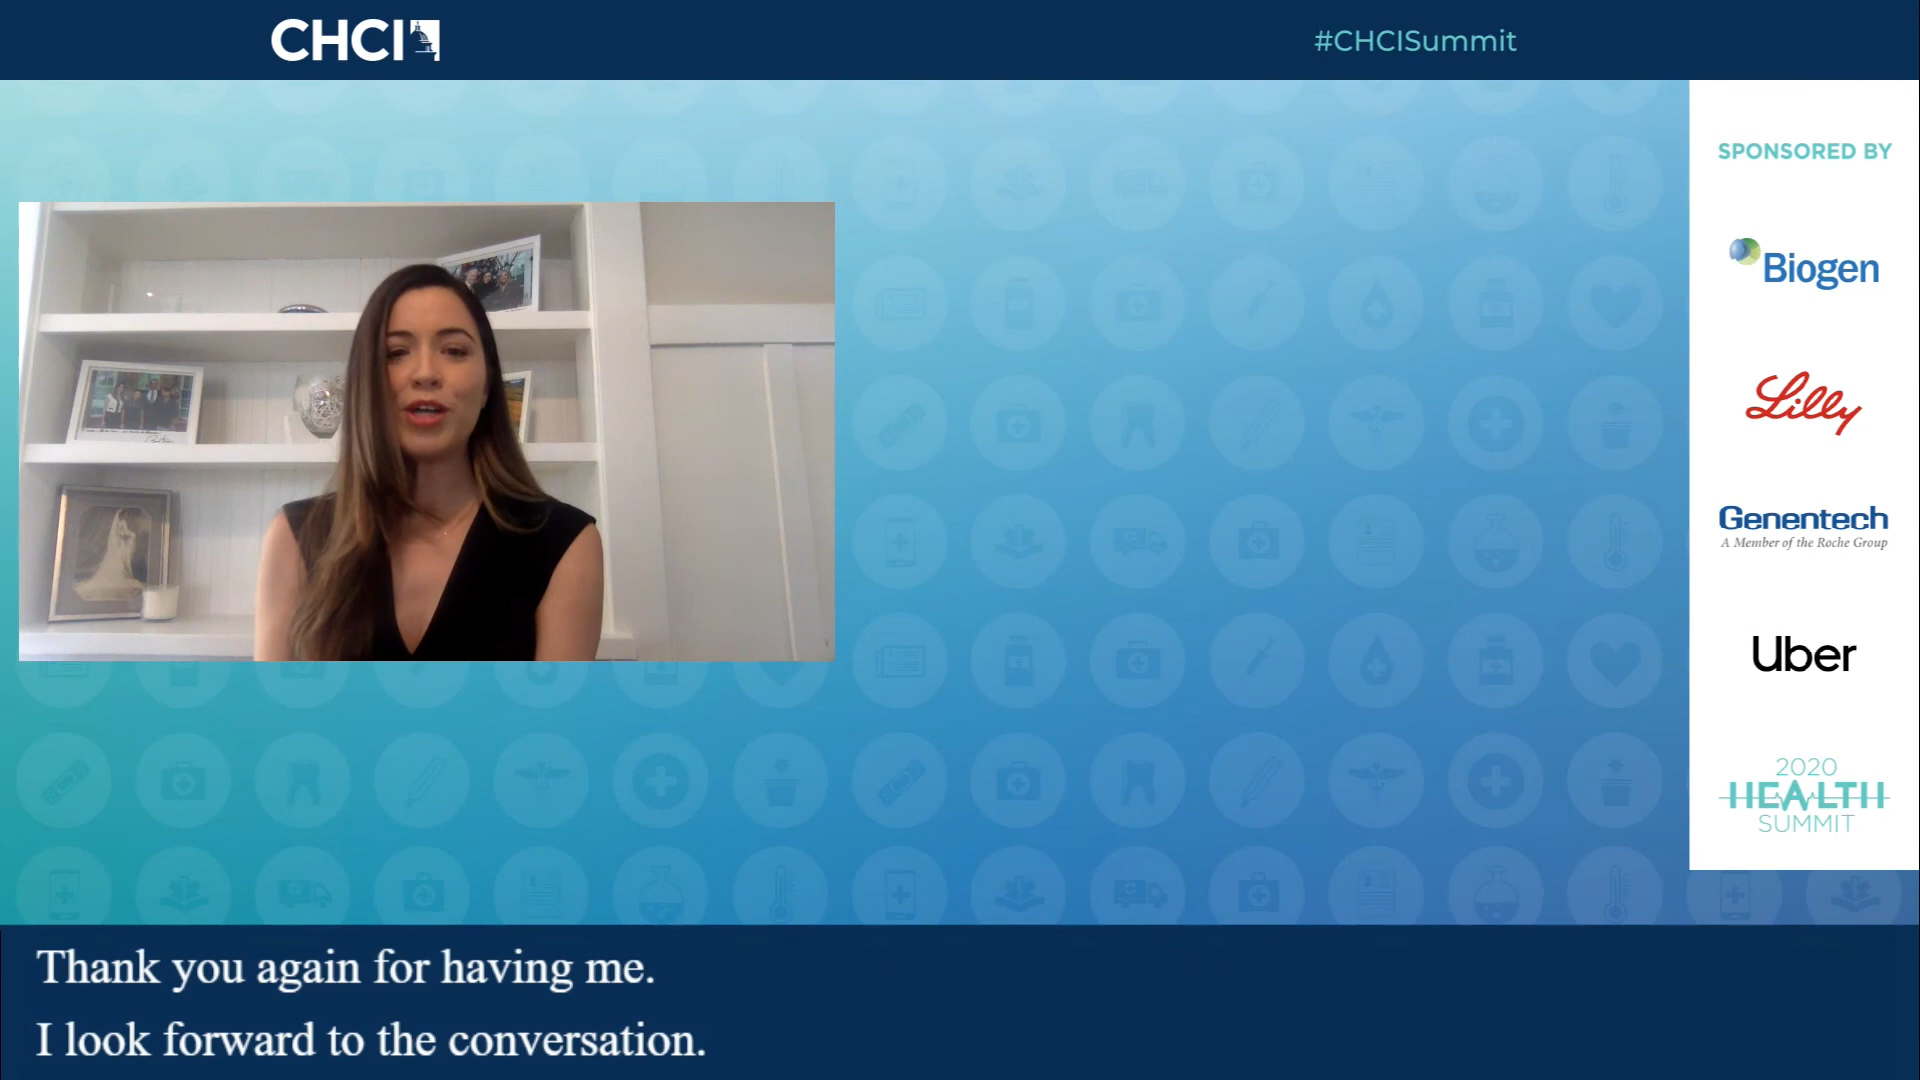 CHCI
#CHCISummit
SPONSORED BY
Biogen
Lilly
Genentech
A Member of the Roche Group
Uber
2020
HEALTH
SUMMIT
Thank you again for having me.
I look forward to the conversation.